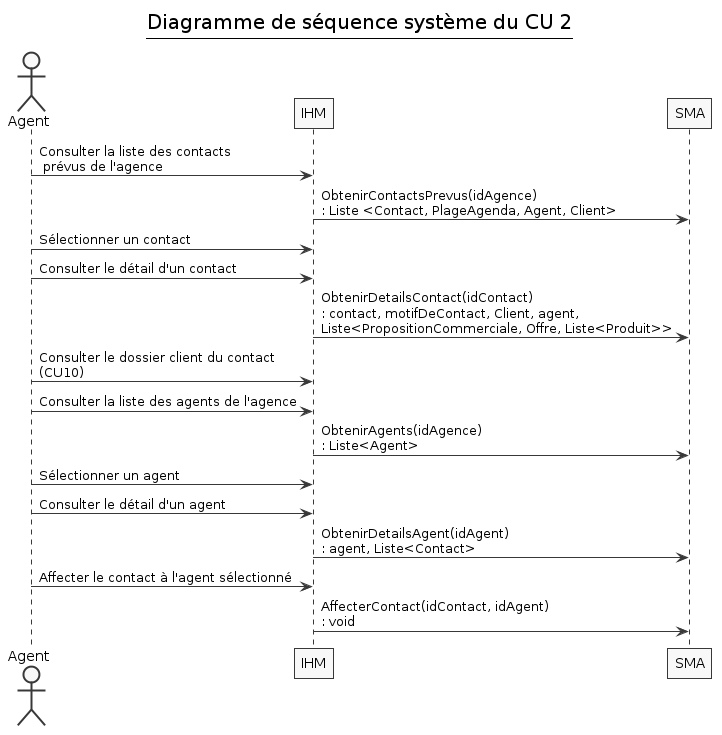 Diagramme de séquence système du CU 2
Agent
IHM
SMA
Consulter la liste des contacts
prévus de l'agence
ObtenirContactsPrevus(idAgence)
: Liste <Contact, PlageAgenda, Agent, Client>
Sélectionner un contact
Consulter le détail d'un contact
ObtenirDetailsContact(idContact)
: contact, motifDeContact, Client, agent,
Liste<PropositionCommerciale, Offre, Liste<Produit>>
Consulter le dossier client du contact
(CU10)
Consulter la liste des agents de l'agence
ObtenirAgents(idAgence)
: Liste<Agent>
Sélectionner un agent
Consulter le détail d'un agent
ObtenirDetailsAgent(idAgent)
: agent, Liste<Contact>
Affecter le contact à l'agent sélectionné
AffecterContact(idContact, idAgent)
: void
Agent
IHM
SMA